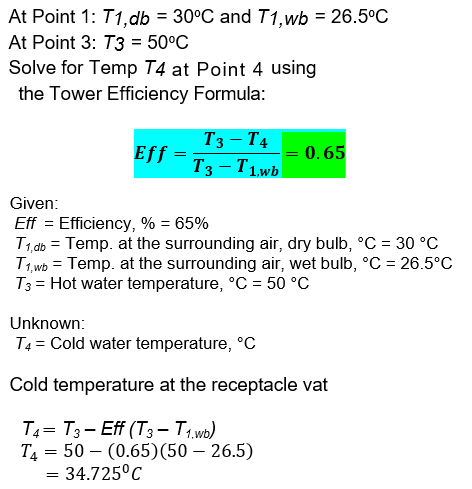 At Point 1: T1,db = 30ºC and T1,wb = 26.5ºC
At Point 3: T3 = 50ºC
Solve for Temp T4 at Point 4 using
the Tower Efficiency Formula:
Eff = (T3 − T4) / (T3 − T1,wb) = 0.65
Given:
Eff = Efficiency, % = 65%
T1,db = Temp. at the surrounding air, dry bulb, °C = 30 °C
T1,wb = Temp. at the surrounding air, wet bulb, °C = 26.5°C
T3 = Hot water temperature, °C = 50 °C
Unknown:
T4 = Cold water temperature, °C
Cold temperature at the receptacle vat
T4 = T3 – Eff (T3 – T1,wb)
T4 = 50 − (0.65)(50 − 26.5)
= 34.725⁰C